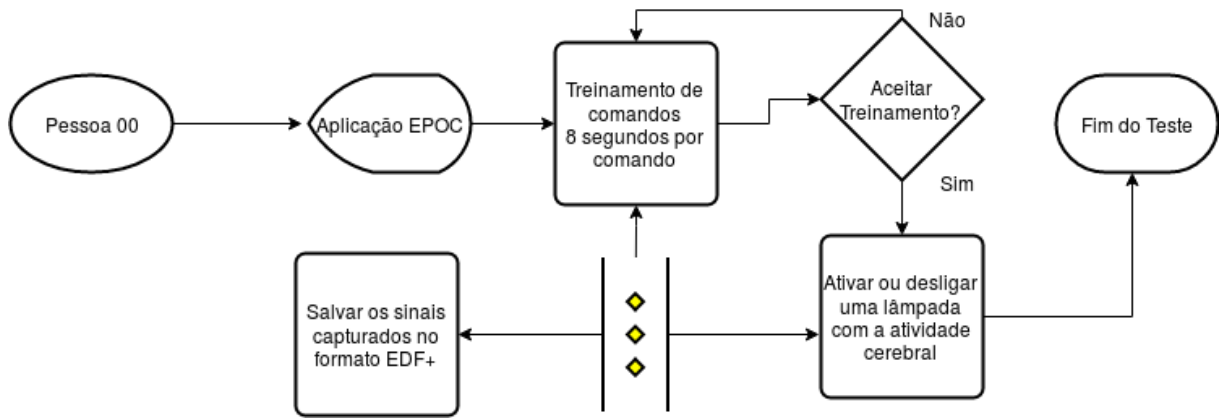 Pessoa 00
Aplicação EPOC
Treinamento de
comandos
8 segundos por
comando
Não
Aceitar
Treinamento?
Sim
Fim do Teste
Salvar os sinais
capturados no
formato EDF+
Ativar ou desligar
uma lâmpada
com a atividade
cerebral